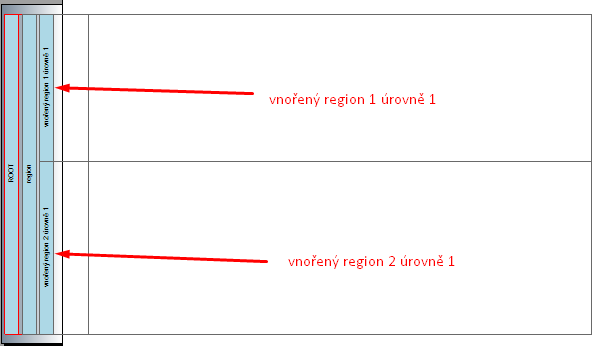 ROOT
region
vnořený region 1 úrovně 1
vnořený region 2 úrovně 1
vnořený region 1 úrovně 1
vnořený region 2 úrovně 1